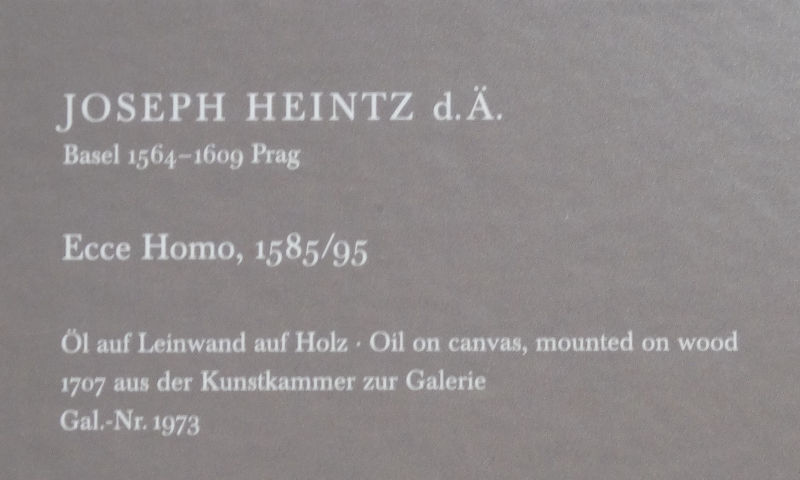 JOSEPH HEINTZ d.Ä.
Basel 1564–1609 Prag
Ecce Homo, 1585/95
Öl auf Leinwand auf Holz · Oil on canvas, mounted on wood
1707 aus der Kunstkammer zur Galerie
Gal.-Nr. 1973